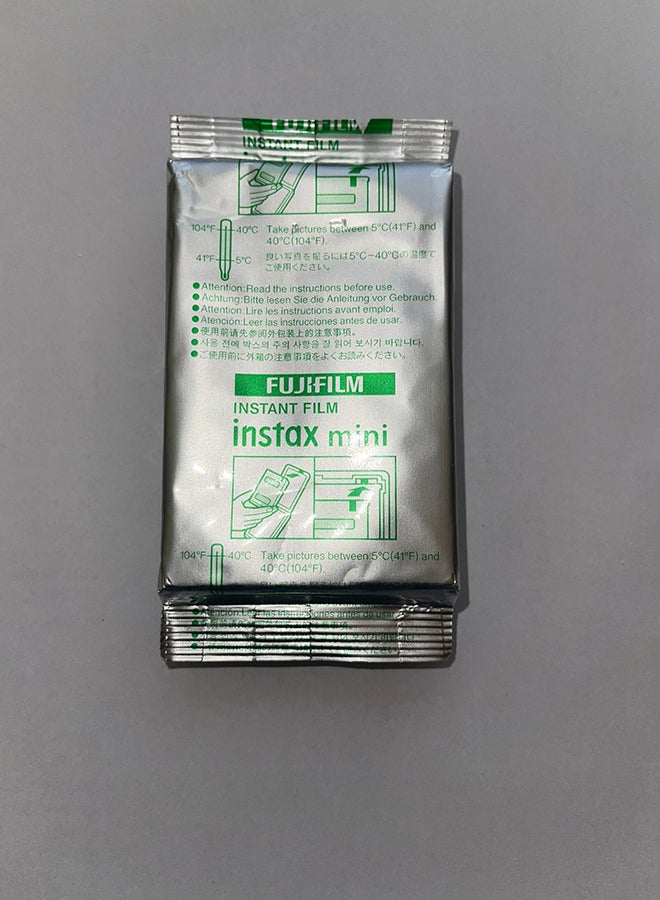 FUJIFILM
INSTANT FILM
104°F 40°C Take pictures between 5°C(41°F) and
40°C(104°F).
41°F 5°C 良い写真を撮るには5°C~40°Cの温度で
ご使用ください。
●Attention:Read the instructions before use.
●Achtung:Bitte lesen Sie die Anleitung vor Gebrauch.
●Attention:Lire les instructions avant emploi.
●Atención:Leer las instrucciones antes de usar.
●使用前请先参阅外包装上的注意事项。
●사용 전에 박스의 주의 사항을 잘 읽어 보시기 바랍니다.
●ご使用前に外箱の注意事項をよくお読みください。
FUJIFILM
INSTANT FILM
instax mini
104°F 40°C Take pictures between 5°C(41°F) and
40°C(104°F).